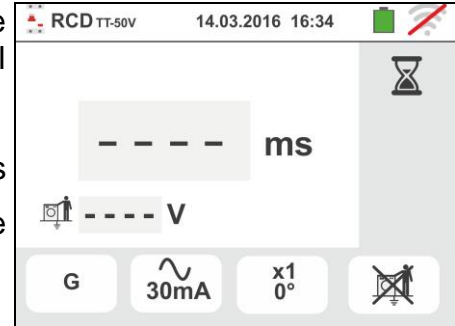 e
l
s
e
RCD TT-50V 14.03.2016 16:34
- - - - ms
- - - - V
G
30mA
x1
0°